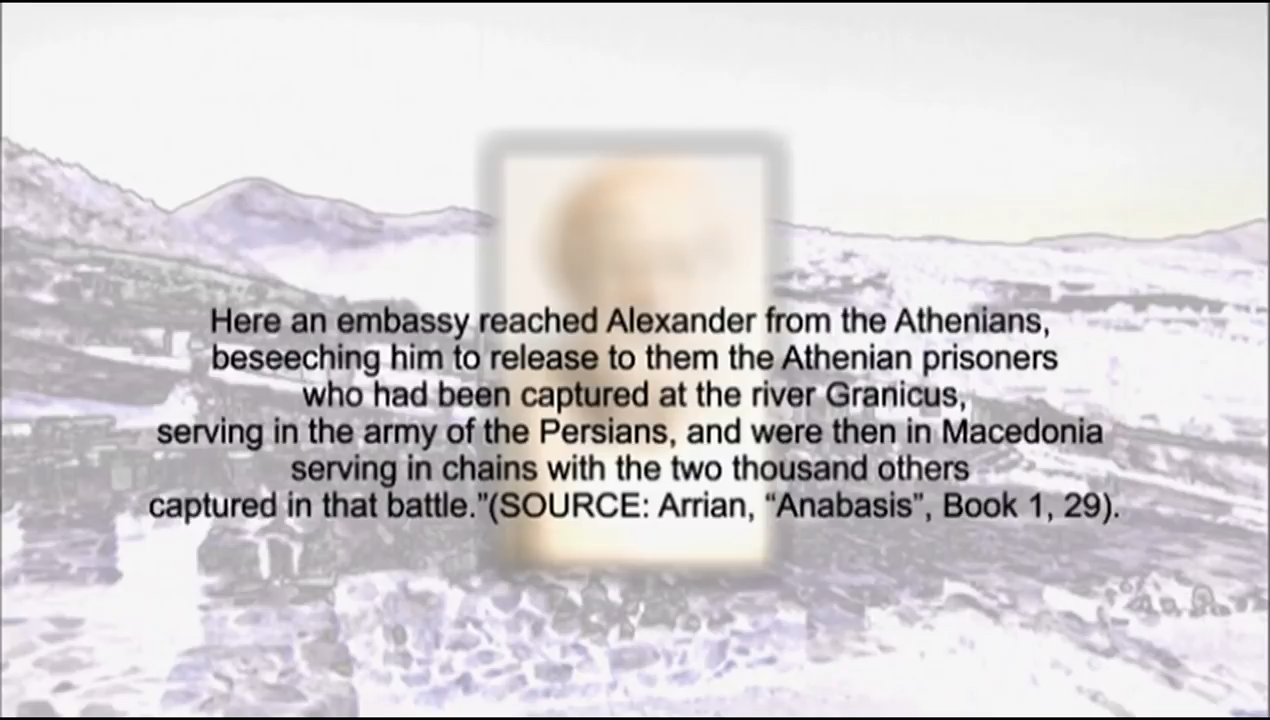 Here an embassy reached Alexander from the Athenians,
beseeching him to release to them the Athenian prisoners
who had been captured at the river Granicus,
serving in the army of the Persians, and were then in Macedonia
serving in chains with the two thousand others
captured in that battle."(SOURCE: Arrian, “Anabasis”, Book 1, 29).